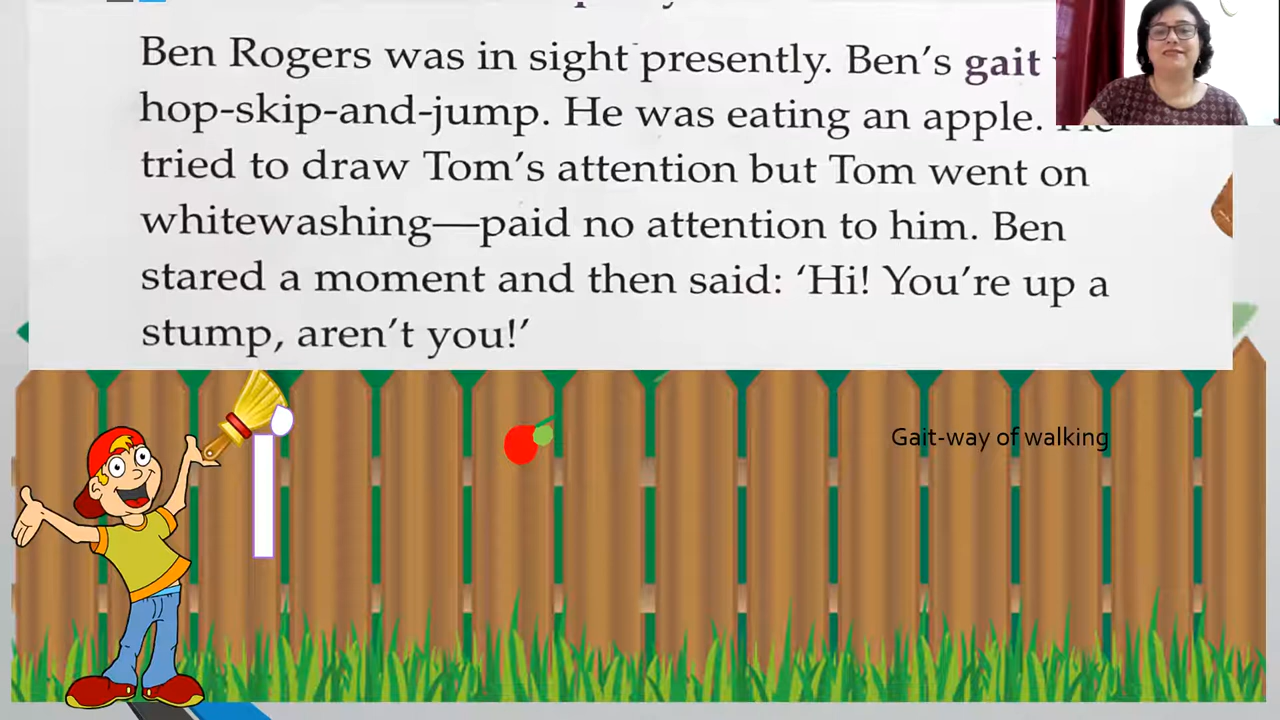 Ben Rogers was in sight presently. Ben's gait
hop-skip-and-jump. He was eating an apple. He
tried to draw Tom's attention but Tom went on
whitewashing—paid no attention to him. Ben
stared a moment and then said: 'Hi! You're up a
stump, aren't you!'
Gait-way of walking